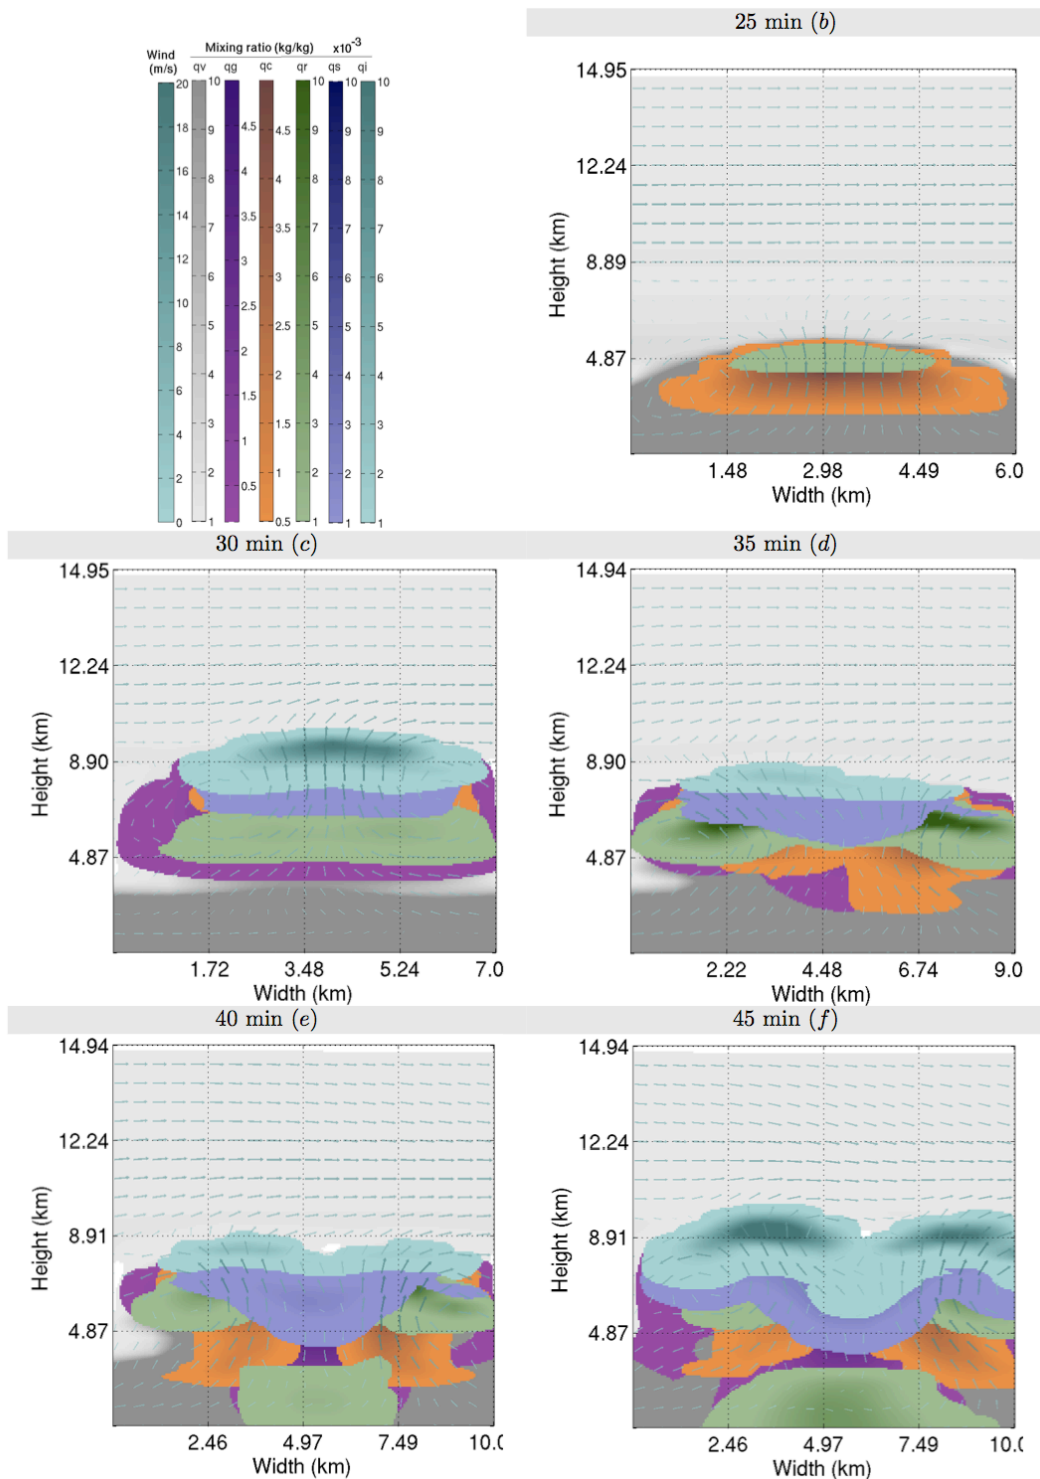 25 min (b)
Wind (m/s)
Mixing ratio (kg/kg) x10^-3
qv qg qc qr qs qi
20 18 16 14 12 10 8 6 4 2 0
10 9 8 7 6 5 4 3 2 1
4.5 4 3.5 3 2.5 2 1.5 1 0.5
5 4.5 4 3.5 3 2.5 2 1.5 1 0.5
10 9 8 7 6 5 4 3 2 1
10 9 8 7 6 5 4 3 2 1
10 9 8 7 6 5 4 3 2 1
14.95
12.24
8.89
4.87
Height (km)
1.48 2.98 4.49 6.0
Width (km)
30 min (c)
14.95
12.24
8.90
4.87
Height (km)
1.72 3.48 5.24 7.0
Width (km)
35 min (d)
14.94
12.24
8.90
4.87
Height (km)
2.22 4.48 6.74 9.0
Width (km)
40 min (e)
14.94
12.24
8.91
4.87
Height (km)
2.46 4.97 7.49 10.0
Width (km)
45 min (f)
14.94
12.24
8.91
4.87
Height (km)
2.46 4.97 7.49 10.0
Width (km)